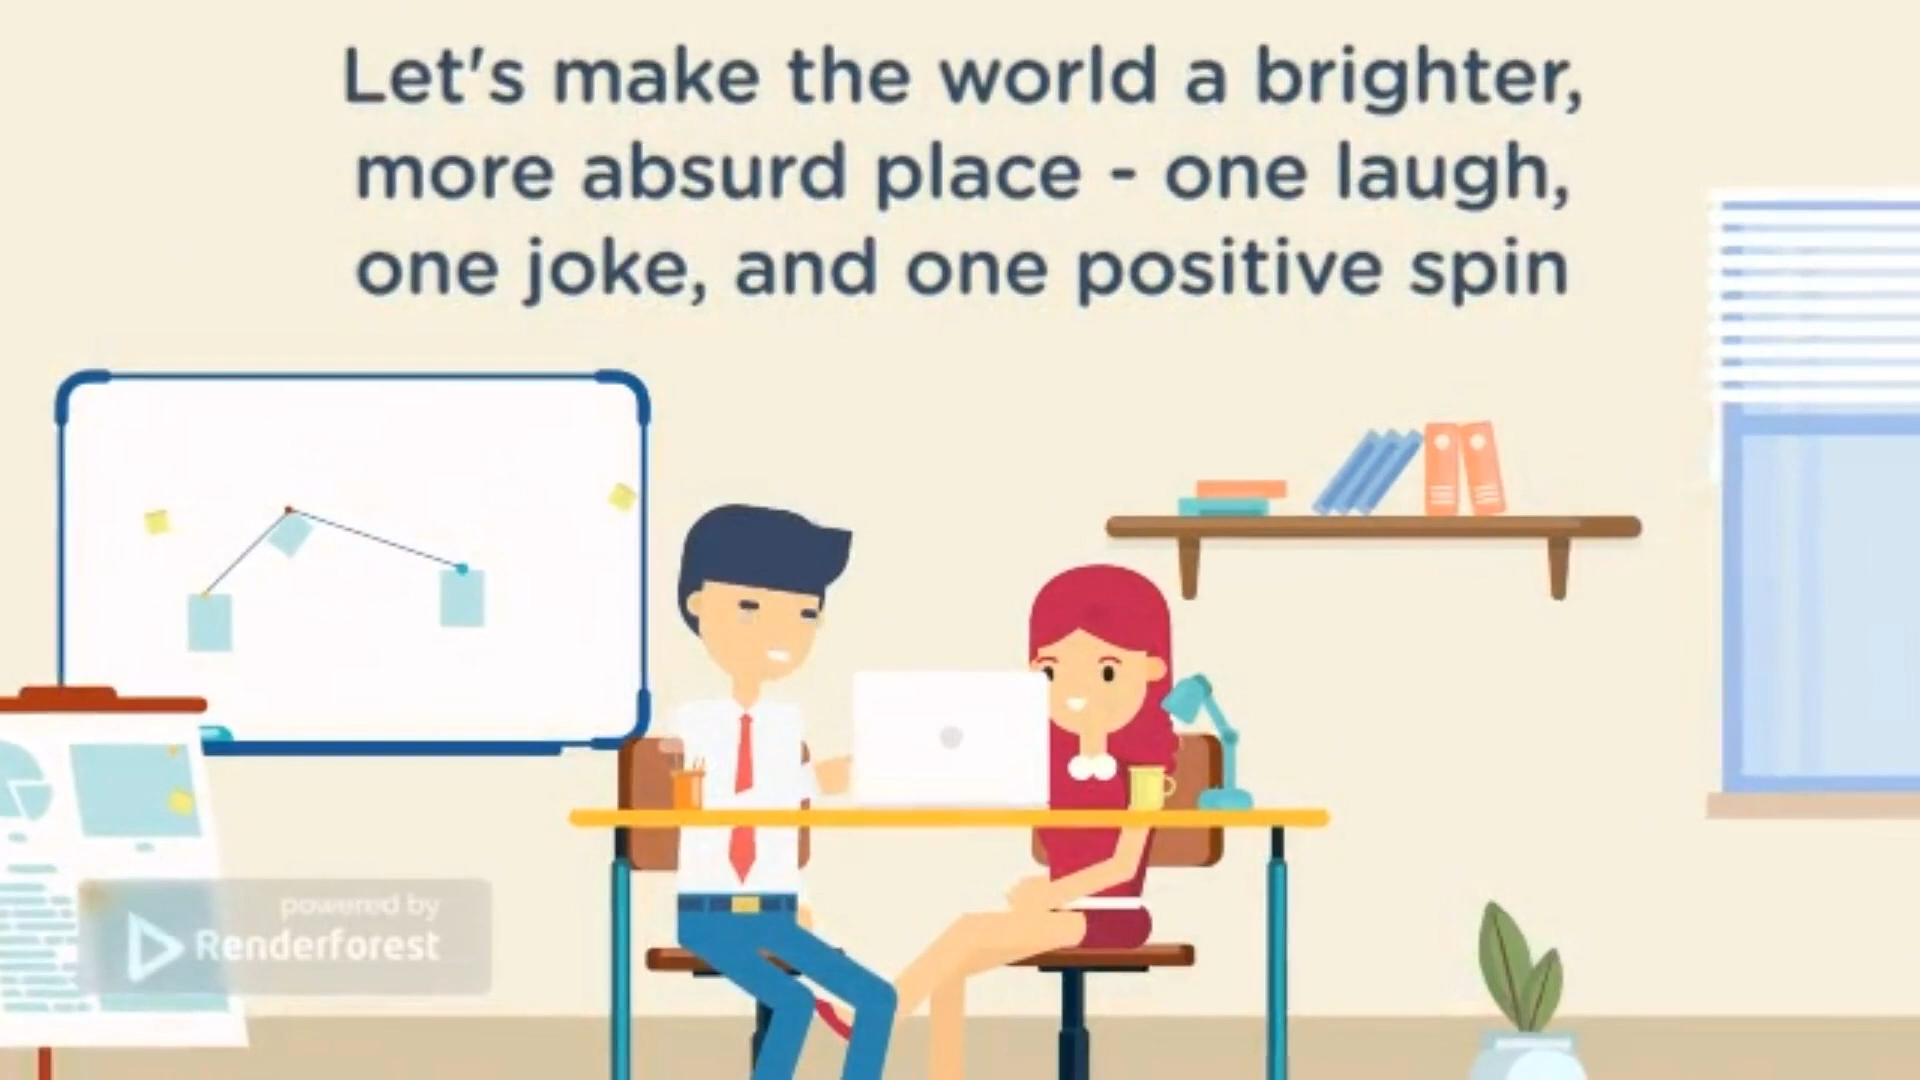 Let's make the world a brighter,
more absurd place - one laugh,
one joke, and one positive spin
powered by
Renderforest